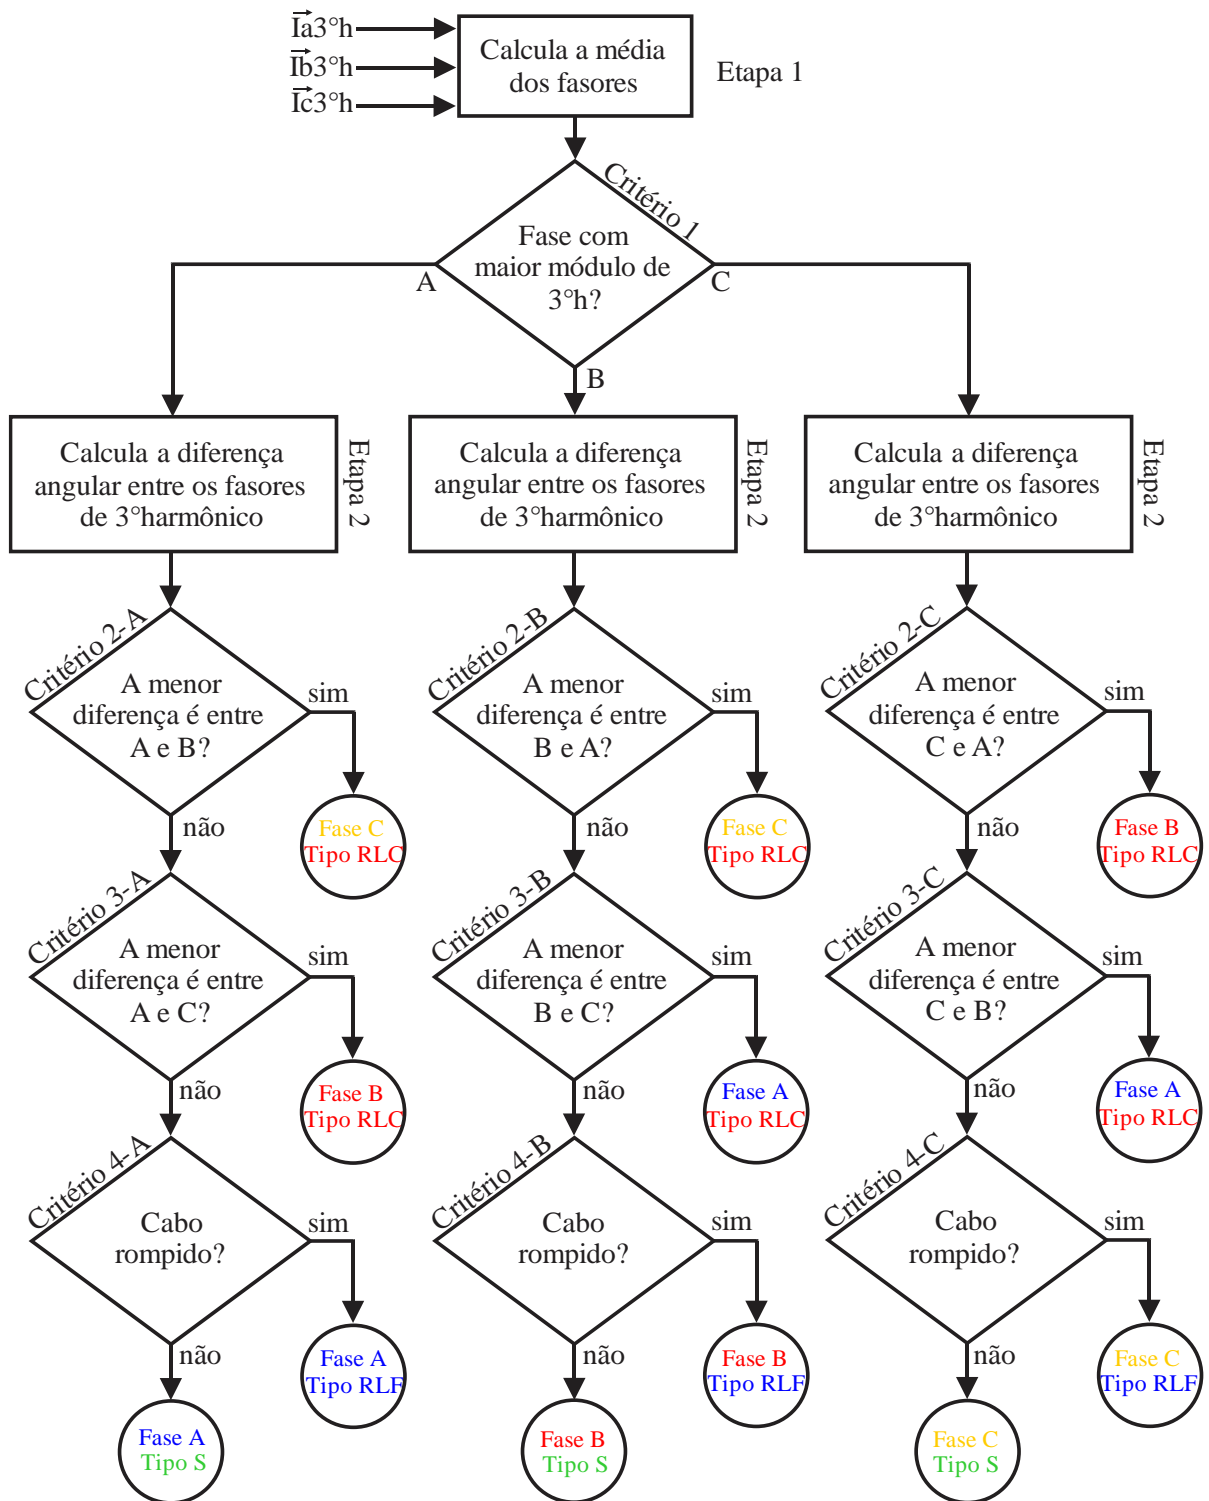 Ia3°h
Ib3°h
Ic3°h
Calcula a média
dos fasores
Etapa 1
Critério 1
Fase com
maior módulo de
3°h?
A
C
B
Calcula a diferença
angular entre os fasores
de 3°harmônico
Etapa 2
Calcula a diferença
angular entre os fasores
de 3°harmônico
Etapa 2
Calcula a diferença
angular entre os fasores
de 3°harmônico
Etapa 2
Critério 2-A
A menor
diferença é entre
A e B?
sim
não
Fase C
Tipo RLC
Critério 2-B
A menor
diferença é entre
B e A?
sim
não
Fase C
Tipo RLC
Critério 2-C
A menor
diferença é entre
C e A?
sim
não
Fase B
Tipo RLC
Critério 3-A
A menor
diferença é entre
A e C?
sim
não
Fase B
Tipo RLC
Critério 3-B
A menor
diferença é entre
B e C?
sim
não
Fase A
Tipo RLC
Critério 3-C
A menor
diferença é entre
C e B?
sim
não
Fase A
Tipo RLC
Critério 4-A
Cabo
rompido?
sim
não
Fase A
Tipo RLF
Fase A
Tipo S
Critério 4-B
Cabo
rompido?
sim
não
Fase B
Tipo RLF
Fase B
Tipo S
Critério 4-C
Cabo
rompido?
sim
não
Fase C
Tipo RLF
Fase C
Tipo S